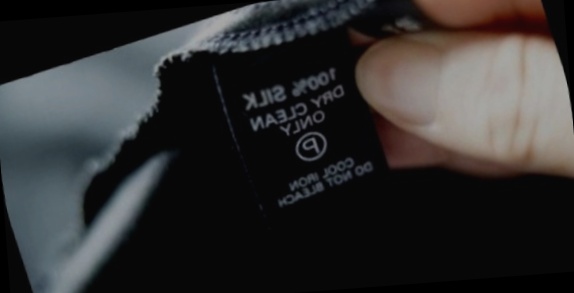 100% SILK
DRY CLEAN
ONLY
P
COOL IRON
DO NOT BLEACH